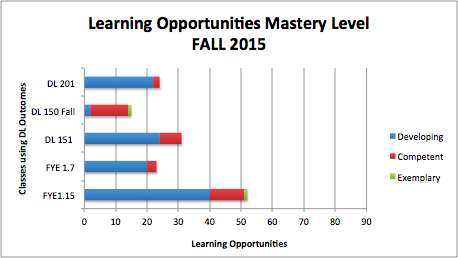 Learning Opportunities Mastery Level
FALL 2015
Classes using DL Outcomes
DL 201
DL 150 Fall
DL 151
FYE 1.7
FYE1.15
0 10 20 30 40 50 60 70 80 90
Learning Opportunities
Developing
Competent
Exemplary